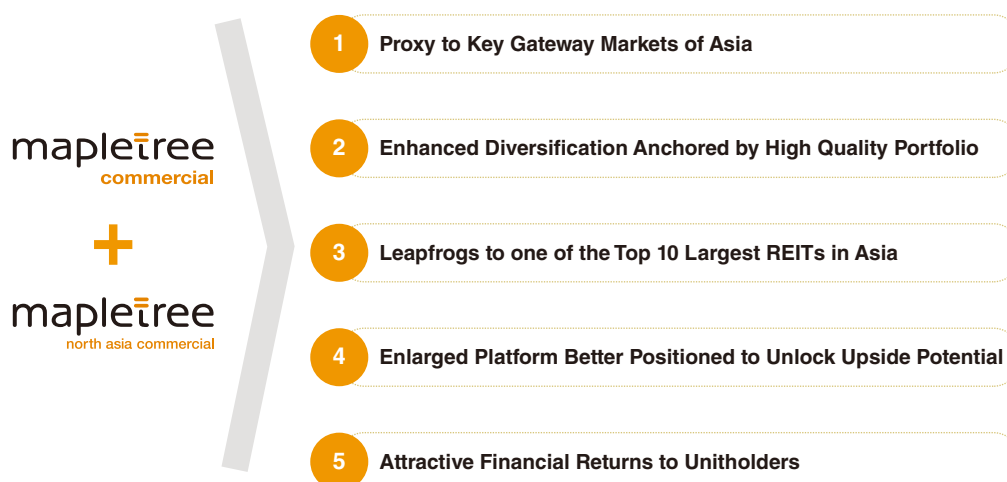 mapletree
commercial
+
mapletree
north asia commercial
1 Proxy to Key Gateway Markets of Asia
2 Enhanced Diversification Anchored by High Quality Portfolio
3 Leapfrogs to one of the Top 10 Largest REITs in Asia
4 Enlarged Platform Better Positioned to Unlock Upside Potential
5 Attractive Financial Returns to Unitholders